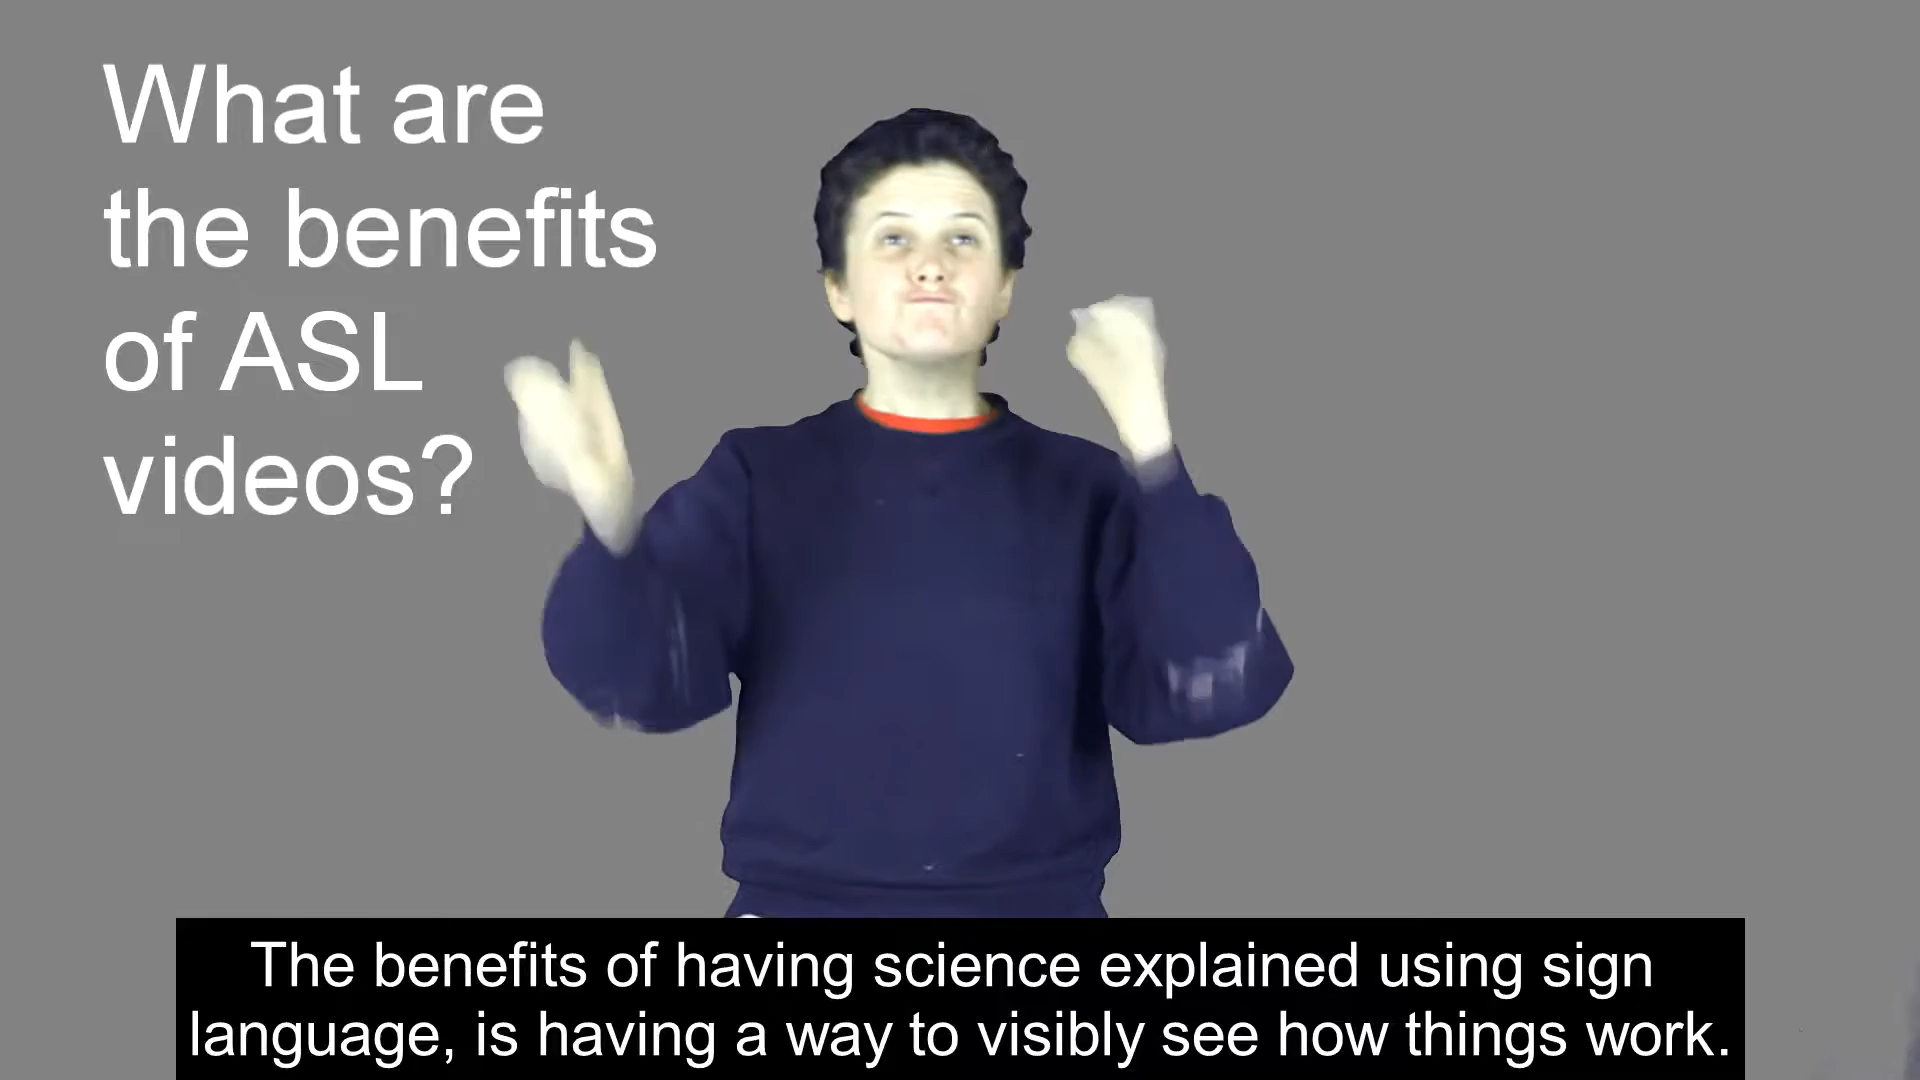 What are
the benefits
of ASL
videos?
The benefits of having science explained using sign
language, is having a way to visibly see how things work.